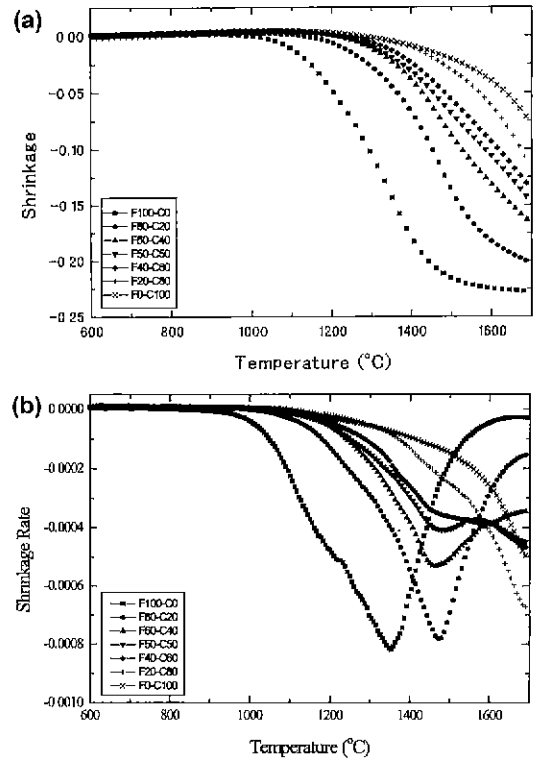 (a)
0.00
-0.05
-0.10
-0.15
-0.20
-0.25
Shrinkage
F100-C0
F80-C20
F60-C40
F50-C50
F40-C60
F20-C80
F0-C100
600
800
1000
1200
1400
1600
Temperature (°C)
(b)
0.0000
-0.0002
-0.0004
-0.0006
-0.0008
-0.0010
Shrinkage Rate
F100-C0
F80-C20
F60-C40
F50-C50
F40-C60
F20-C80
F0-C100
600
800
1000
1200
1400
1600
Temperature (°C)